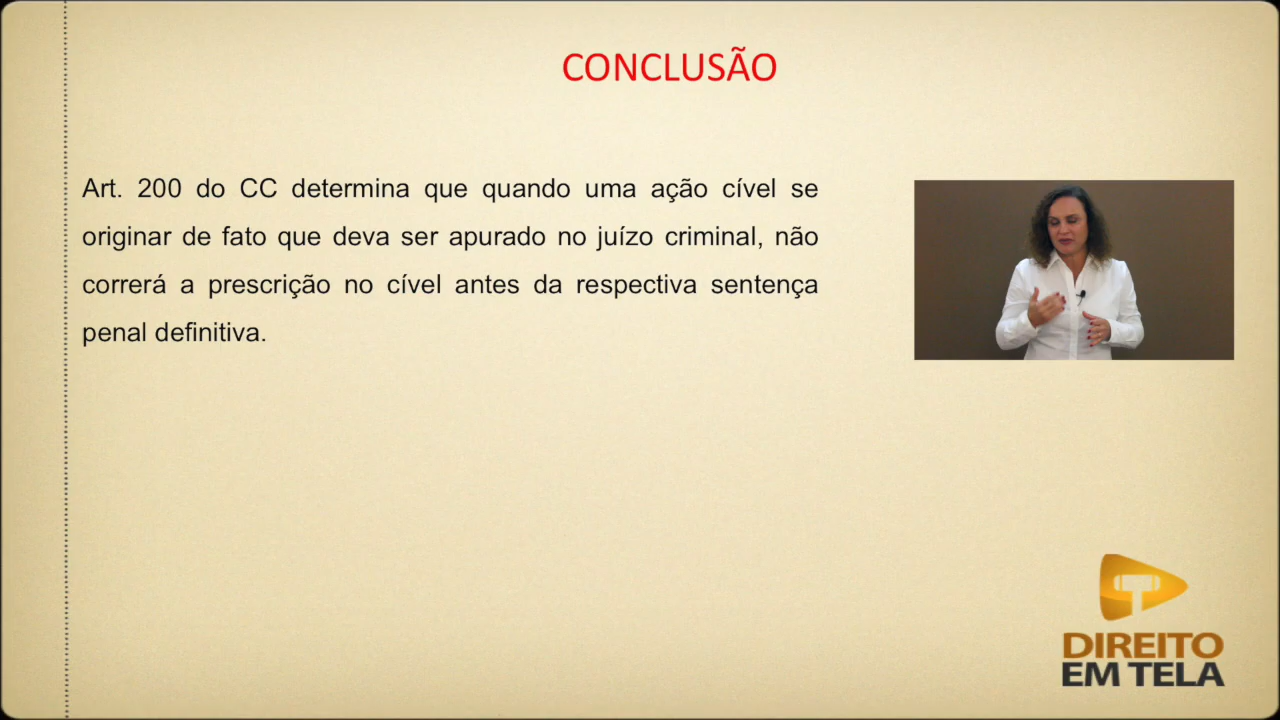 CONCLUSÃO
Art. 200 do CC determina que quando uma ação cível se
originar de fato que deva ser apurado no juízo criminal, não
correrá a prescrição no cível antes da respectiva sentença
penal definitiva.
DIREITO
EM TELA